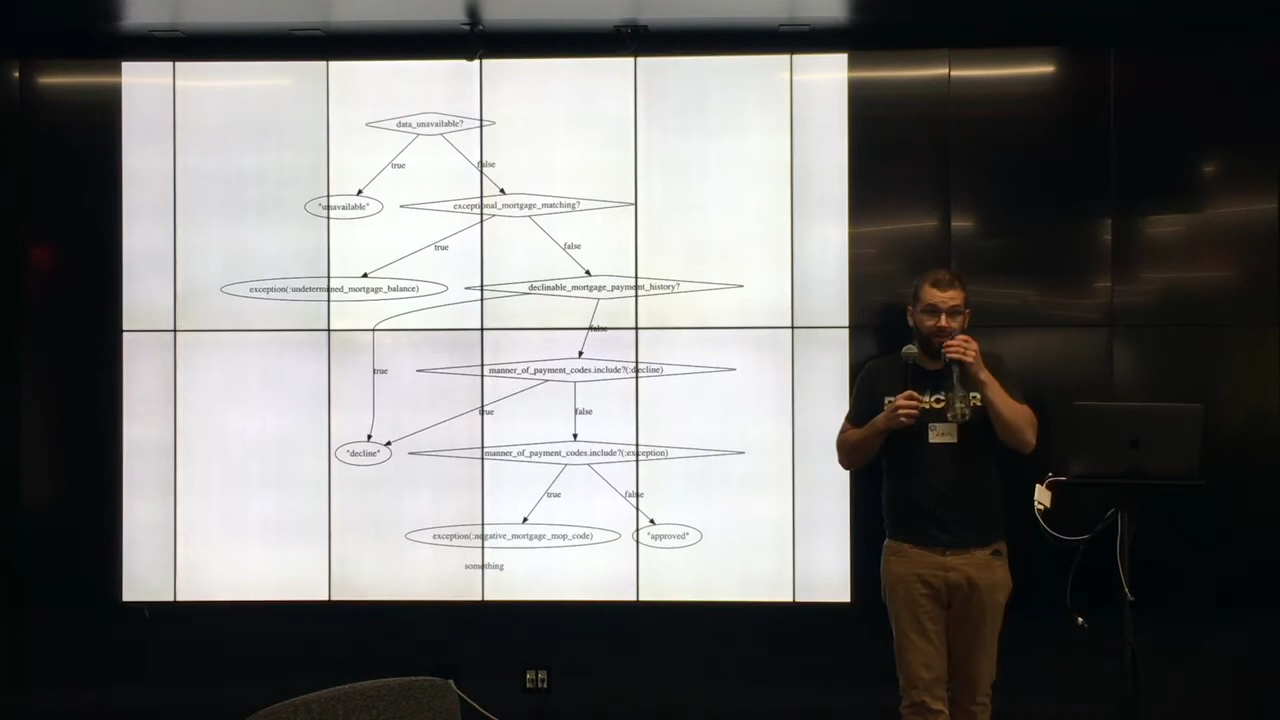 data_unavailable?
true
false
"unavailable"
exceptional_mortgage_matching?
true
false
exception(:undetermined_mortgage_balance)
declinable_mortgage_payment_history?
false
manner_of_payment_codes.include?(:decline)
true
true
false
"decline"
manner_of_payment_codes.include?(:exception)
true
false
exception(:negative_mortgage_mop_code)
"approved"
something